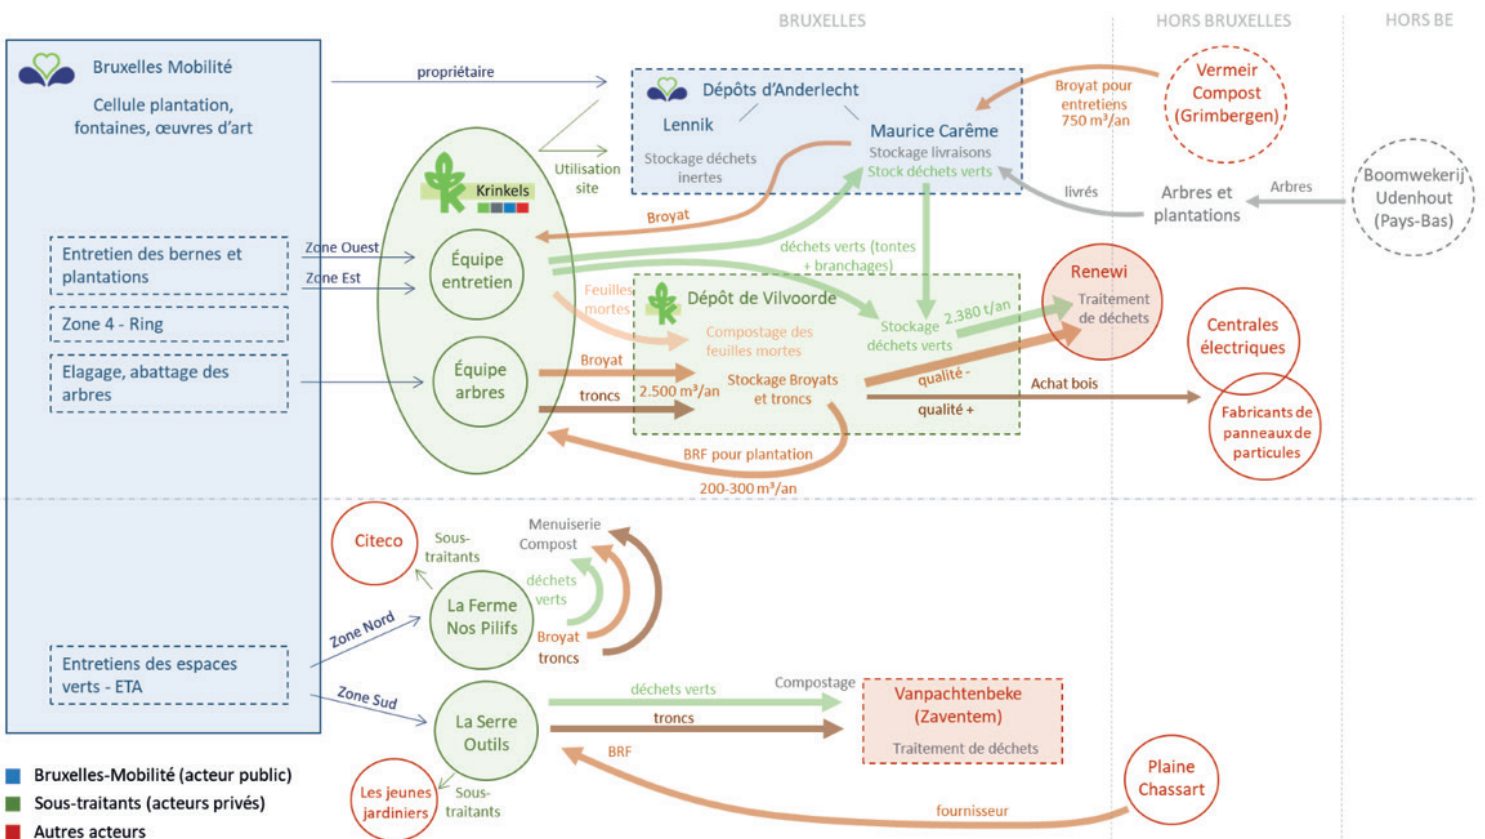 BRUXELLES
HORS BRUXELLES
HORS BE
Bruxelles Mobilité
Cellule plantation,
fontaines, œuvres d'art
propriétaire
Dépôts d'Anderlecht
Lennik
Stockage déchets
inertes
Maurice Carême
Stockage livraisons
Stock déchets verts
Broyat pour
entretiens
750 m³/an
Vermeir
Compost
(Grimbergen)
Utilisation
site
Krinkels
Broyat
livrés
Arbres et
plantations
Arbres
Boomwekerij
Udenhout
(Pays-Bas)
Entretien des bernes et
plantations
Zone Ouest
Zone Est
Équipe
entretien
déchets verts (tontes
+ branchages)
Zone 4 - Ring
Feuilles
mortes
Dépôt de Vilvoorde
Compostage des
feuilles mortes
Stockage
déchets verts
2.380 t/an
Renewi
Traitement
de déchets
Centrales
électriques
Elagage, abattage des
arbres
Équipe
arbres
Broyat
2.500 m³/an
troncs
Stockage Broyats
et troncs
qualité -
qualité +
Achat bois
Fabricants de
panneaux de
particules
BRF pour plantation
200-300 m³/an
Citeco
Sous-
traitants
Menuiserie
Compost
déchets
verts
La Ferme
Nos Pilifs
Broyat
troncs
Zone Nord
Entretiens des espaces
verts - ETA
Zone Sud
La Serre
Outils
déchets verts
Compostage
troncs
Vanpachtenbeke
(Zaventem)
Traitement de déchets
BRF
fournisseur
Plaine
Chassart
Les jeunes
jardiniers
Sous-
traitants
Bruxelles-Mobilité (acteur public)
Sous-traitants (acteurs privés)
Autres acteurs